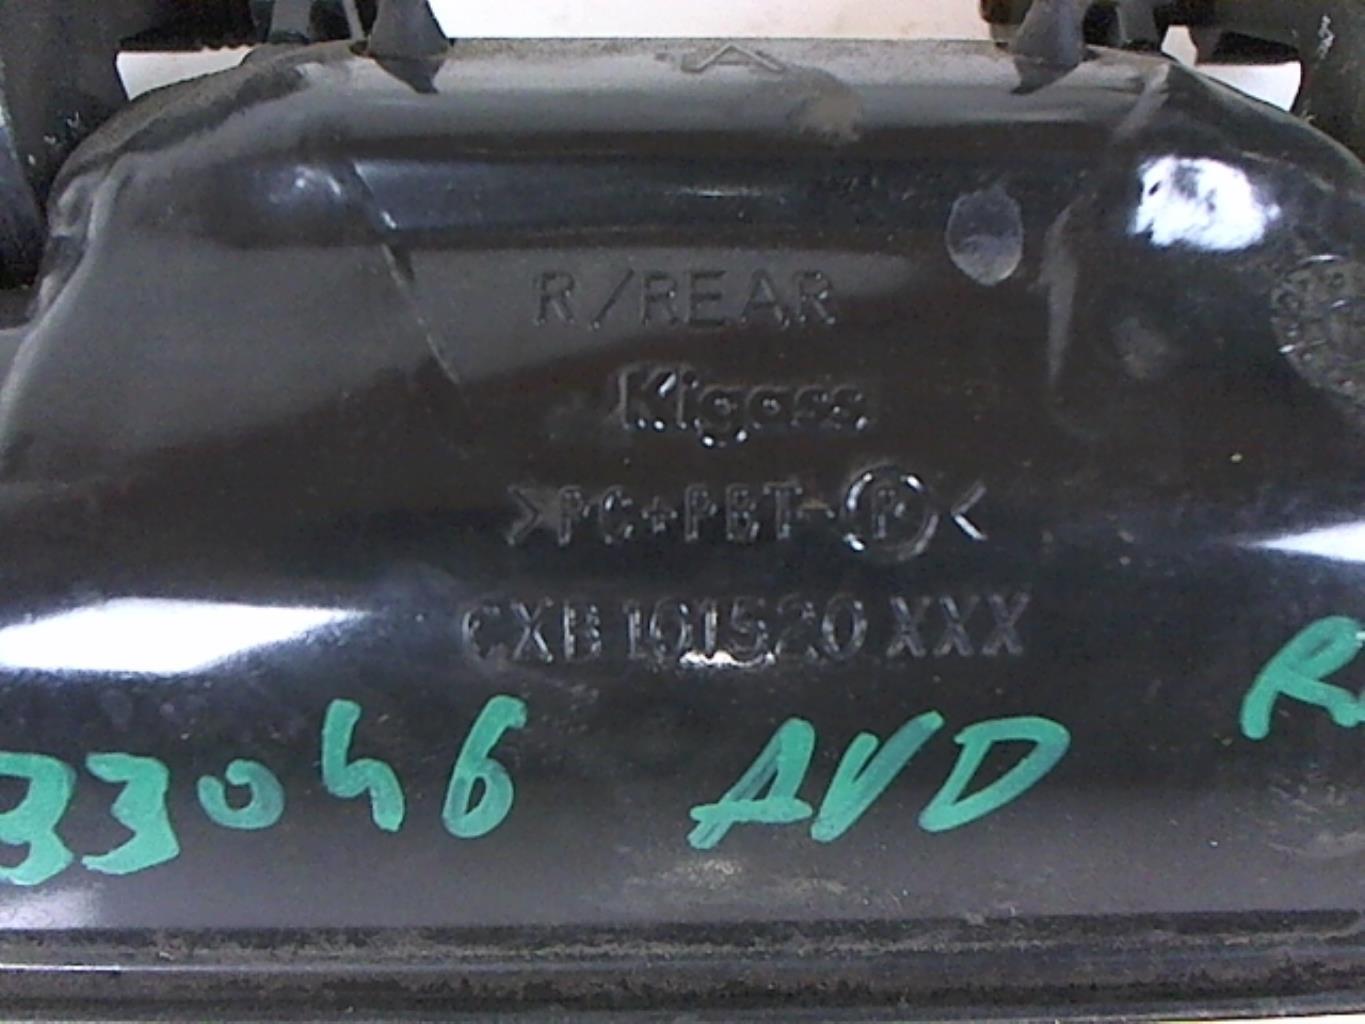 R/REAR
Kigass
>PC+PBT-P<
CXB 101520 XXX
33046 AVD R